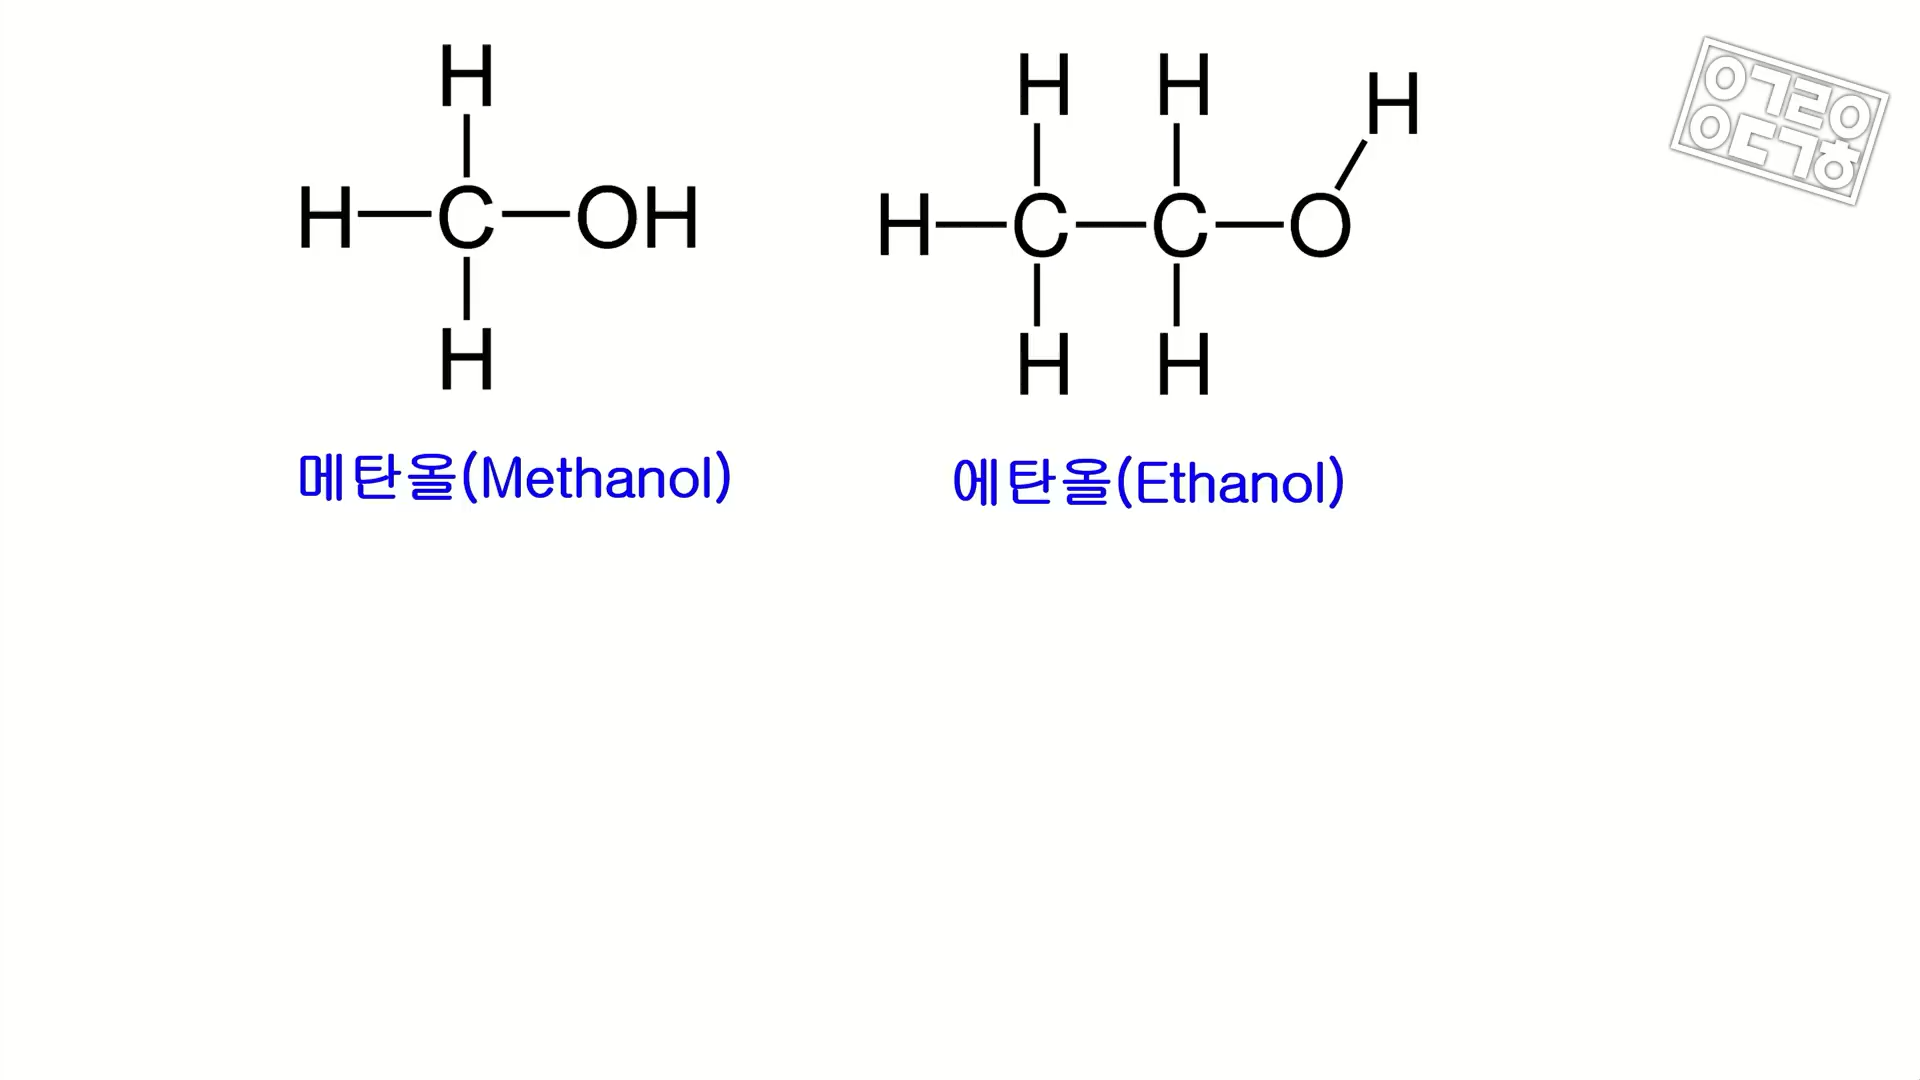 H
H H H
H C OH
H C C O
H
H H
메탄올(Methanol)
에탄올(Ethanol)